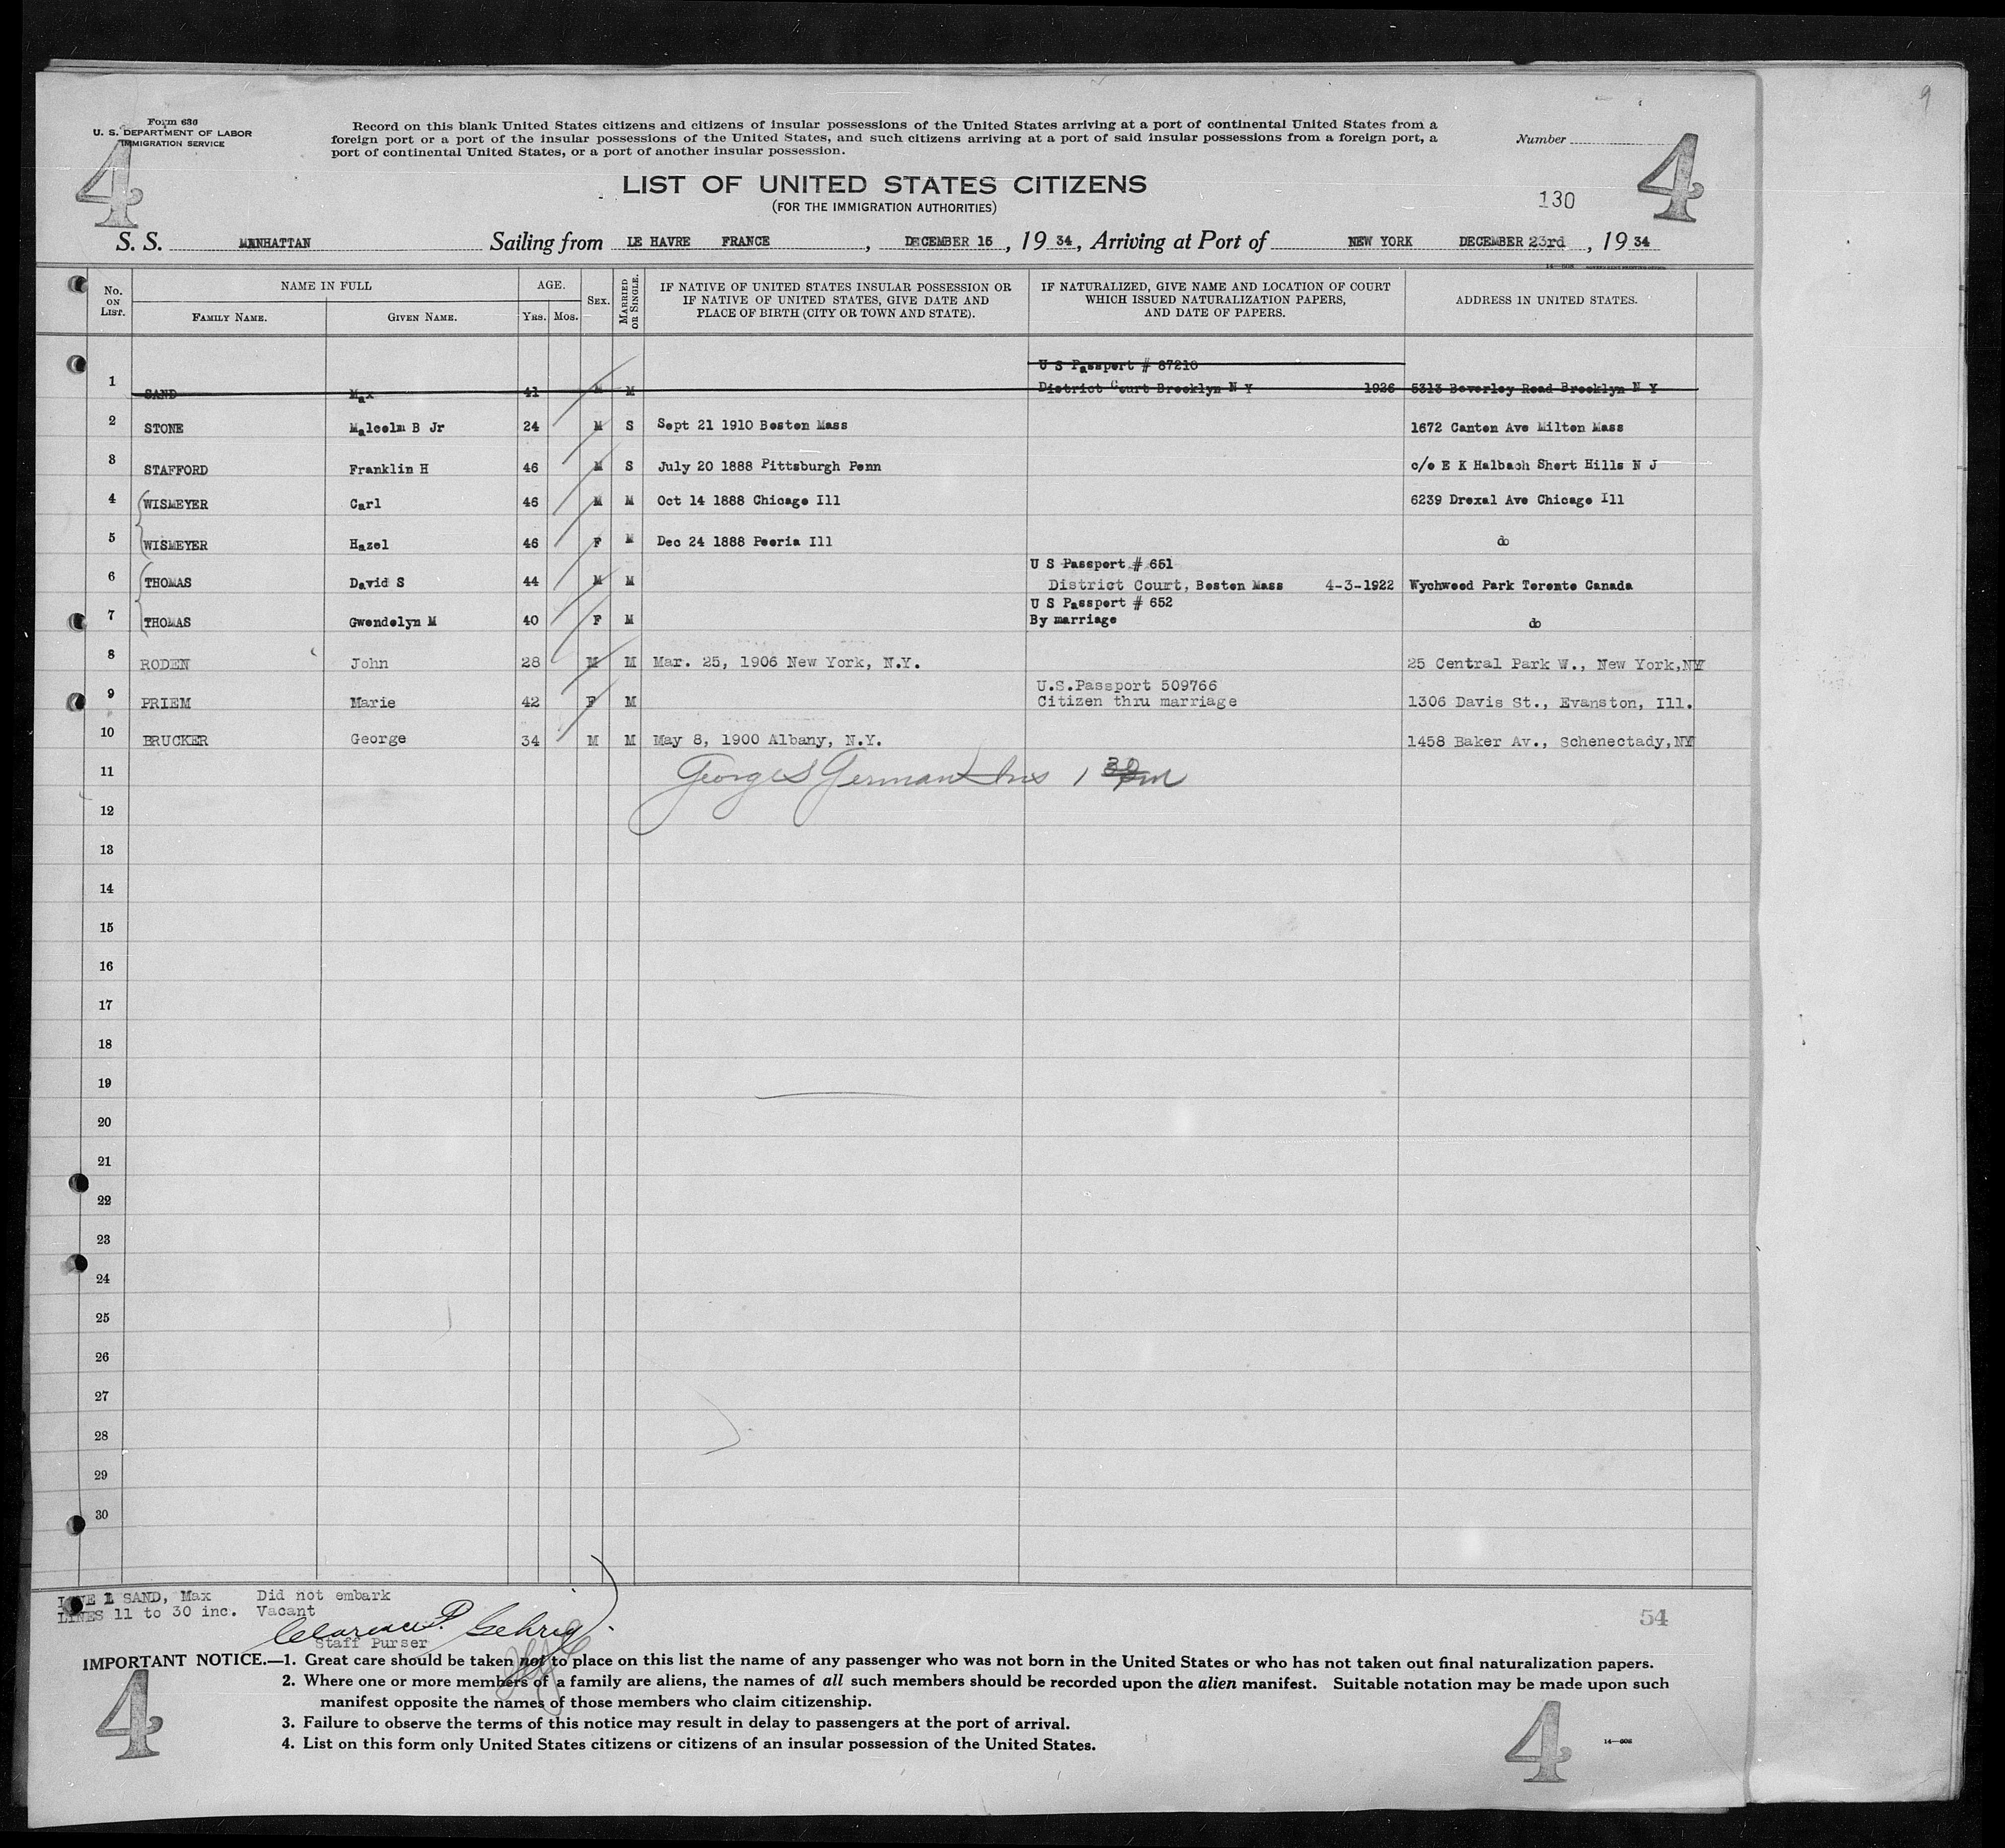 9
Form 636
U. S. DEPARTMENT OF LABOR
IMMIGRATION SERVICE
4
Record on this blank United States citizens and citizens of insular possessions of the United States arriving at a port of continental United States from a
foreign port or a port of the insular possessions of the United States, and such citizens arriving at a port of said insular possessions from a foreign port, a
port of continental United States, or a port of another insular possession.
Number
4
LIST OF UNITED STATES CITIZENS
(FOR THE IMMIGRATION AUTHORITIES)
130
S. S. MANHATTAN Sailing from LE HAVRE FRANCE, DECEMBER 15, 19 34, Arriving at Port of NEW YORK DECEMBER 23rd, 19 34
No. ON LIST. NAME IN FULL FAMILY NAME. GIVEN NAME. AGE. YRS. MOS. SEX. MARRIED OR SINGLE. IF NATIVE OF UNITED STATES INSULAR POSSESSION OR IF NATIVE OF UNITED STATES, GIVE DATE AND PLACE OF BIRTH (CITY OR TOWN AND STATE). IF NATURALIZED, GIVE NAME AND LOCATION OF COURT WHICH ISSUED NATURALIZATION PAPERS, AND DATE OF PAPERS. ADDRESS IN UNITED STATES.
U S Passport # 87210
1 SAND Max 41 M M District Court Brooklyn N Y 1926 5313 Beverley Road Brooklyn N Y
2 STONE Malcolm B Jr 24 M S Sept 21 1910 Boston Mass 1672 Canton Ave Milton Mass
3 STAFFORD Franklin H 46 M S July 20 1888 Pittsburgh Penn c/o E K Halbach Short Hills N J
4 WISMEYER Carl 46 M M Oct 14 1888 Chicago Ill 6239 Drexal Ave Chicago Ill
5 WISMEYER Hazel 46 F M Dec 24 1888 Peoria Ill do
U S Passport # 651
6 THOMAS David S 44 M M District Court, Boston Mass 4-3-1922 Wychwood Park Toronto Canada
U S Passport # 652
7 THOMAS Gwendolyn M 40 F M By marriage do
8 RODEN John 28 M M Mar. 25, 1906 New York, N.Y. 25 Central Park W., New York,NY
U.S.Passport 509766
9 PRIEM Marie 42 F M Citizen thru marriage 1306 Davis St., Evanston, Ill.
10 BRUCKER George 34 M M May 8, 1900 Albany, N.Y. 1458 Baker Av., Schenectady,NY
11 George S German Ins 1
12
13
14
15
16
17
18
19
20
21
22
23
24
25
26
27
28
29
30
LINE 1 SAND, Max Did not embark
LINES 11 to 30 inc. Vacant
54
Clarence P. Gehrig
Staff Purser
IMPORTANT NOTICE.—1. Great care should be taken not to place on this list the name of any passenger who was not born in the United States or who has not taken out final naturalization papers.
2. Where one or more members of a family are aliens, the names of all such members should be recorded upon the alien manifest. Suitable notation may be made upon such
manifest opposite the names of those members who claim citizenship.
3. Failure to observe the terms of this notice may result in delay to passengers at the port of arrival.
4. List on this form only United States citizens or citizens of an insular possession of the United States.
4
4
14—608